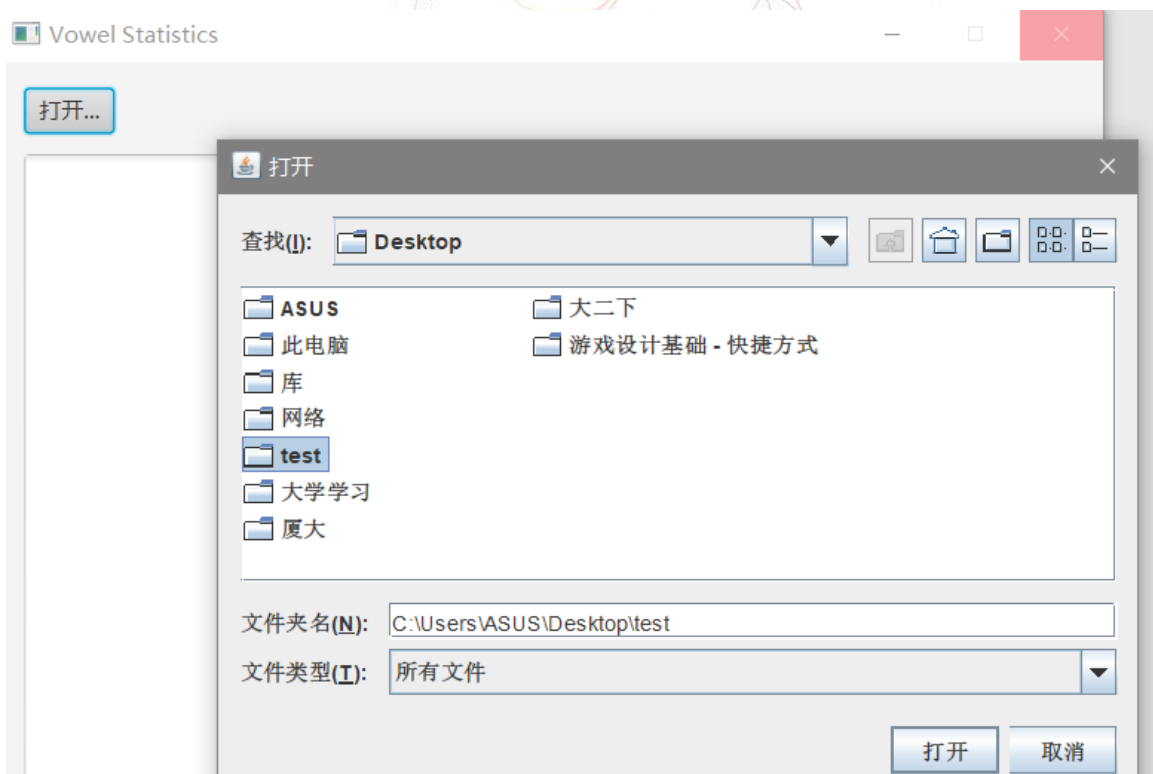 Vowel Statistics
打开...
打开
查找(I): Desktop
ASUS 大二下
此电脑 游戏设计基础 - 快捷方式
库
网络
test
大学学习
厦大
文件夹名(N): C:\Users\ASUS\Desktop\test
文件类型(T): 所有文件
打开 取消